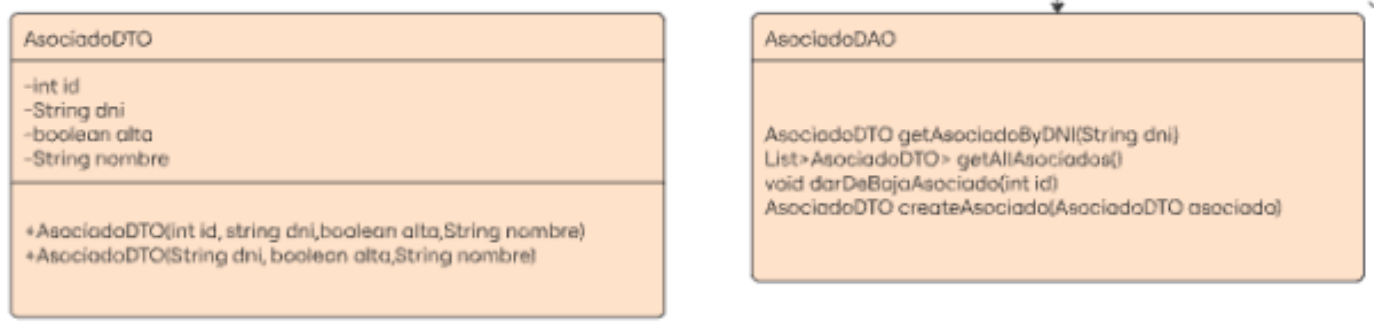 AsociadoDTO
-int id
-String dni
-boolean alta
-String nombre
+AsociadoDTO(int id, string dni,boolean alta,String nombre)
+AsociadoDTO(String dni, boolean alta,String nombre)
AsociadoDAO
AsociadoDTO getAsociadoByDNI(String dni)
List>AsociadoDTO> getAllAsociados()
void darDeBajaAsociado(int id)
AsociadoDTO createAsociado(AsociadoDTO asociado)